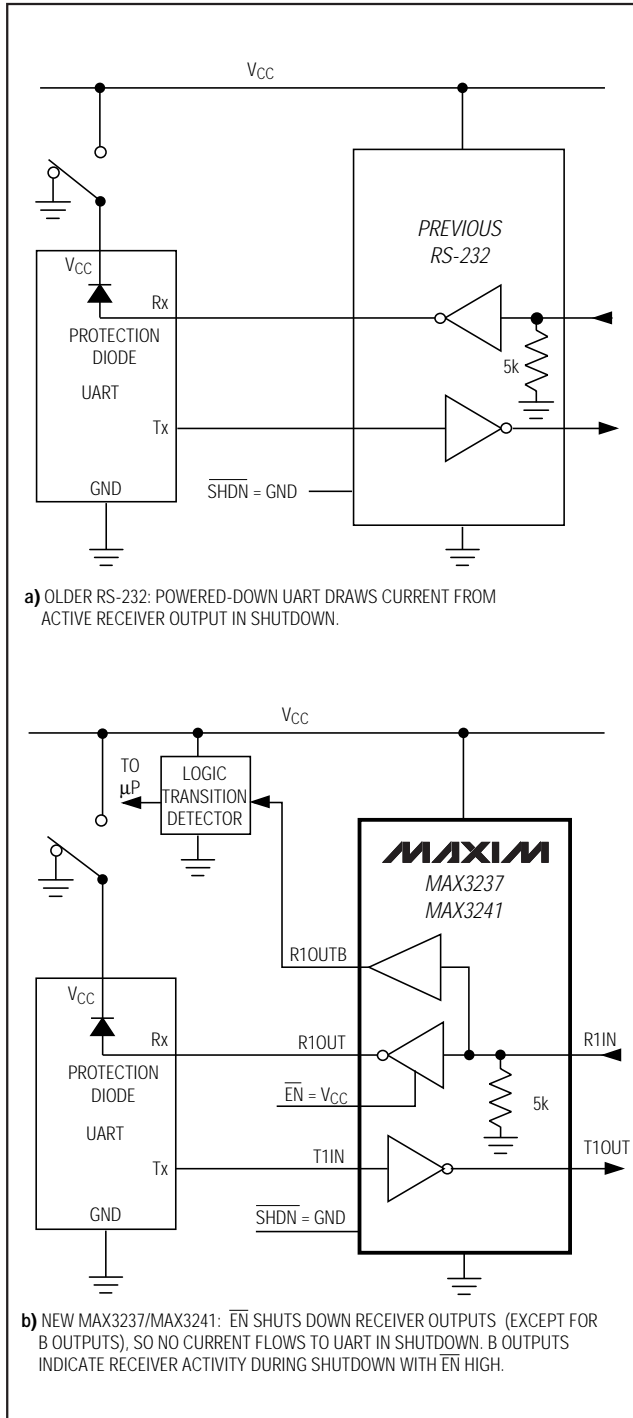 VCC
PREVIOUS
RS-232
VCC
Rx
PROTECTION
DIODE
5k
UART
Tx
GND
SHDN = GND
a) OLDER RS-232: POWERED-DOWN UART DRAWS CURRENT FROM
ACTIVE RECEIVER OUTPUT IN SHUTDOWN.
VCC
TO
μP
LOGIC
TRANSITION
DETECTOR
MAXIM
MAX3237
MAX3241
R1OUTB
VCC
Rx
R1OUT
R1IN
PROTECTION
DIODE
EN = VCC
5k
UART
Tx
T1IN
T1OUT
GND
SHDN = GND
b) NEW MAX3237/MAX3241: EN SHUTS DOWN RECEIVER OUTPUTS (EXCEPT FOR
B OUTPUTS), SO NO CURRENT FLOWS TO UART IN SHUTDOWN. B OUTPUTS
INDICATE RECEIVER ACTIVITY DURING SHUTDOWN WITH EN HIGH.